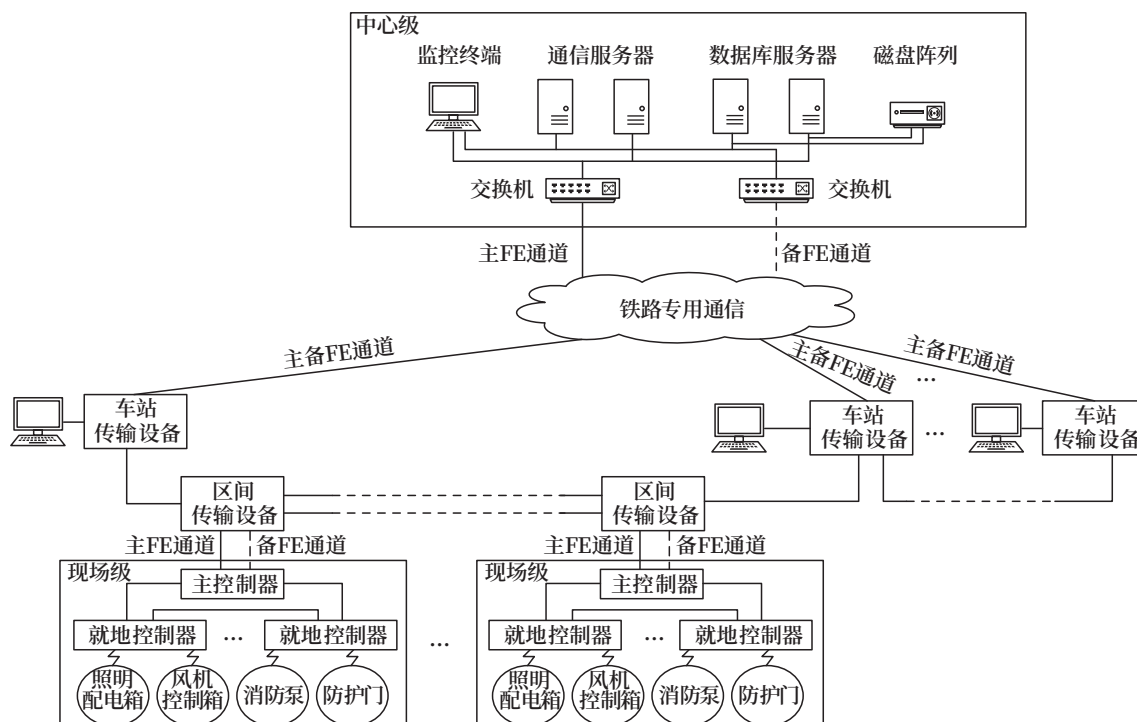 中心级
监控终端
通信服务器
数据库服务器
磁盘阵列
交换机
交换机
主FE通道
备FE通道
铁路专用通信
主备FE通道
主备FE通道
主备FE通道
...
车站
传输设备
车站
传输设备
...
车站
传输设备
区间
传输设备
区间
传输设备
主FE通道
备FE通道
主FE通道
备FE通道
现场级
主控制器
就地控制器
...
就地控制器
照明
配电箱
风机
控制箱
消防泵
防护门
...
现场级
主控制器
就地控制器
...
就地控制器
照明
配电箱
风机
控制箱
消防泵
防护门